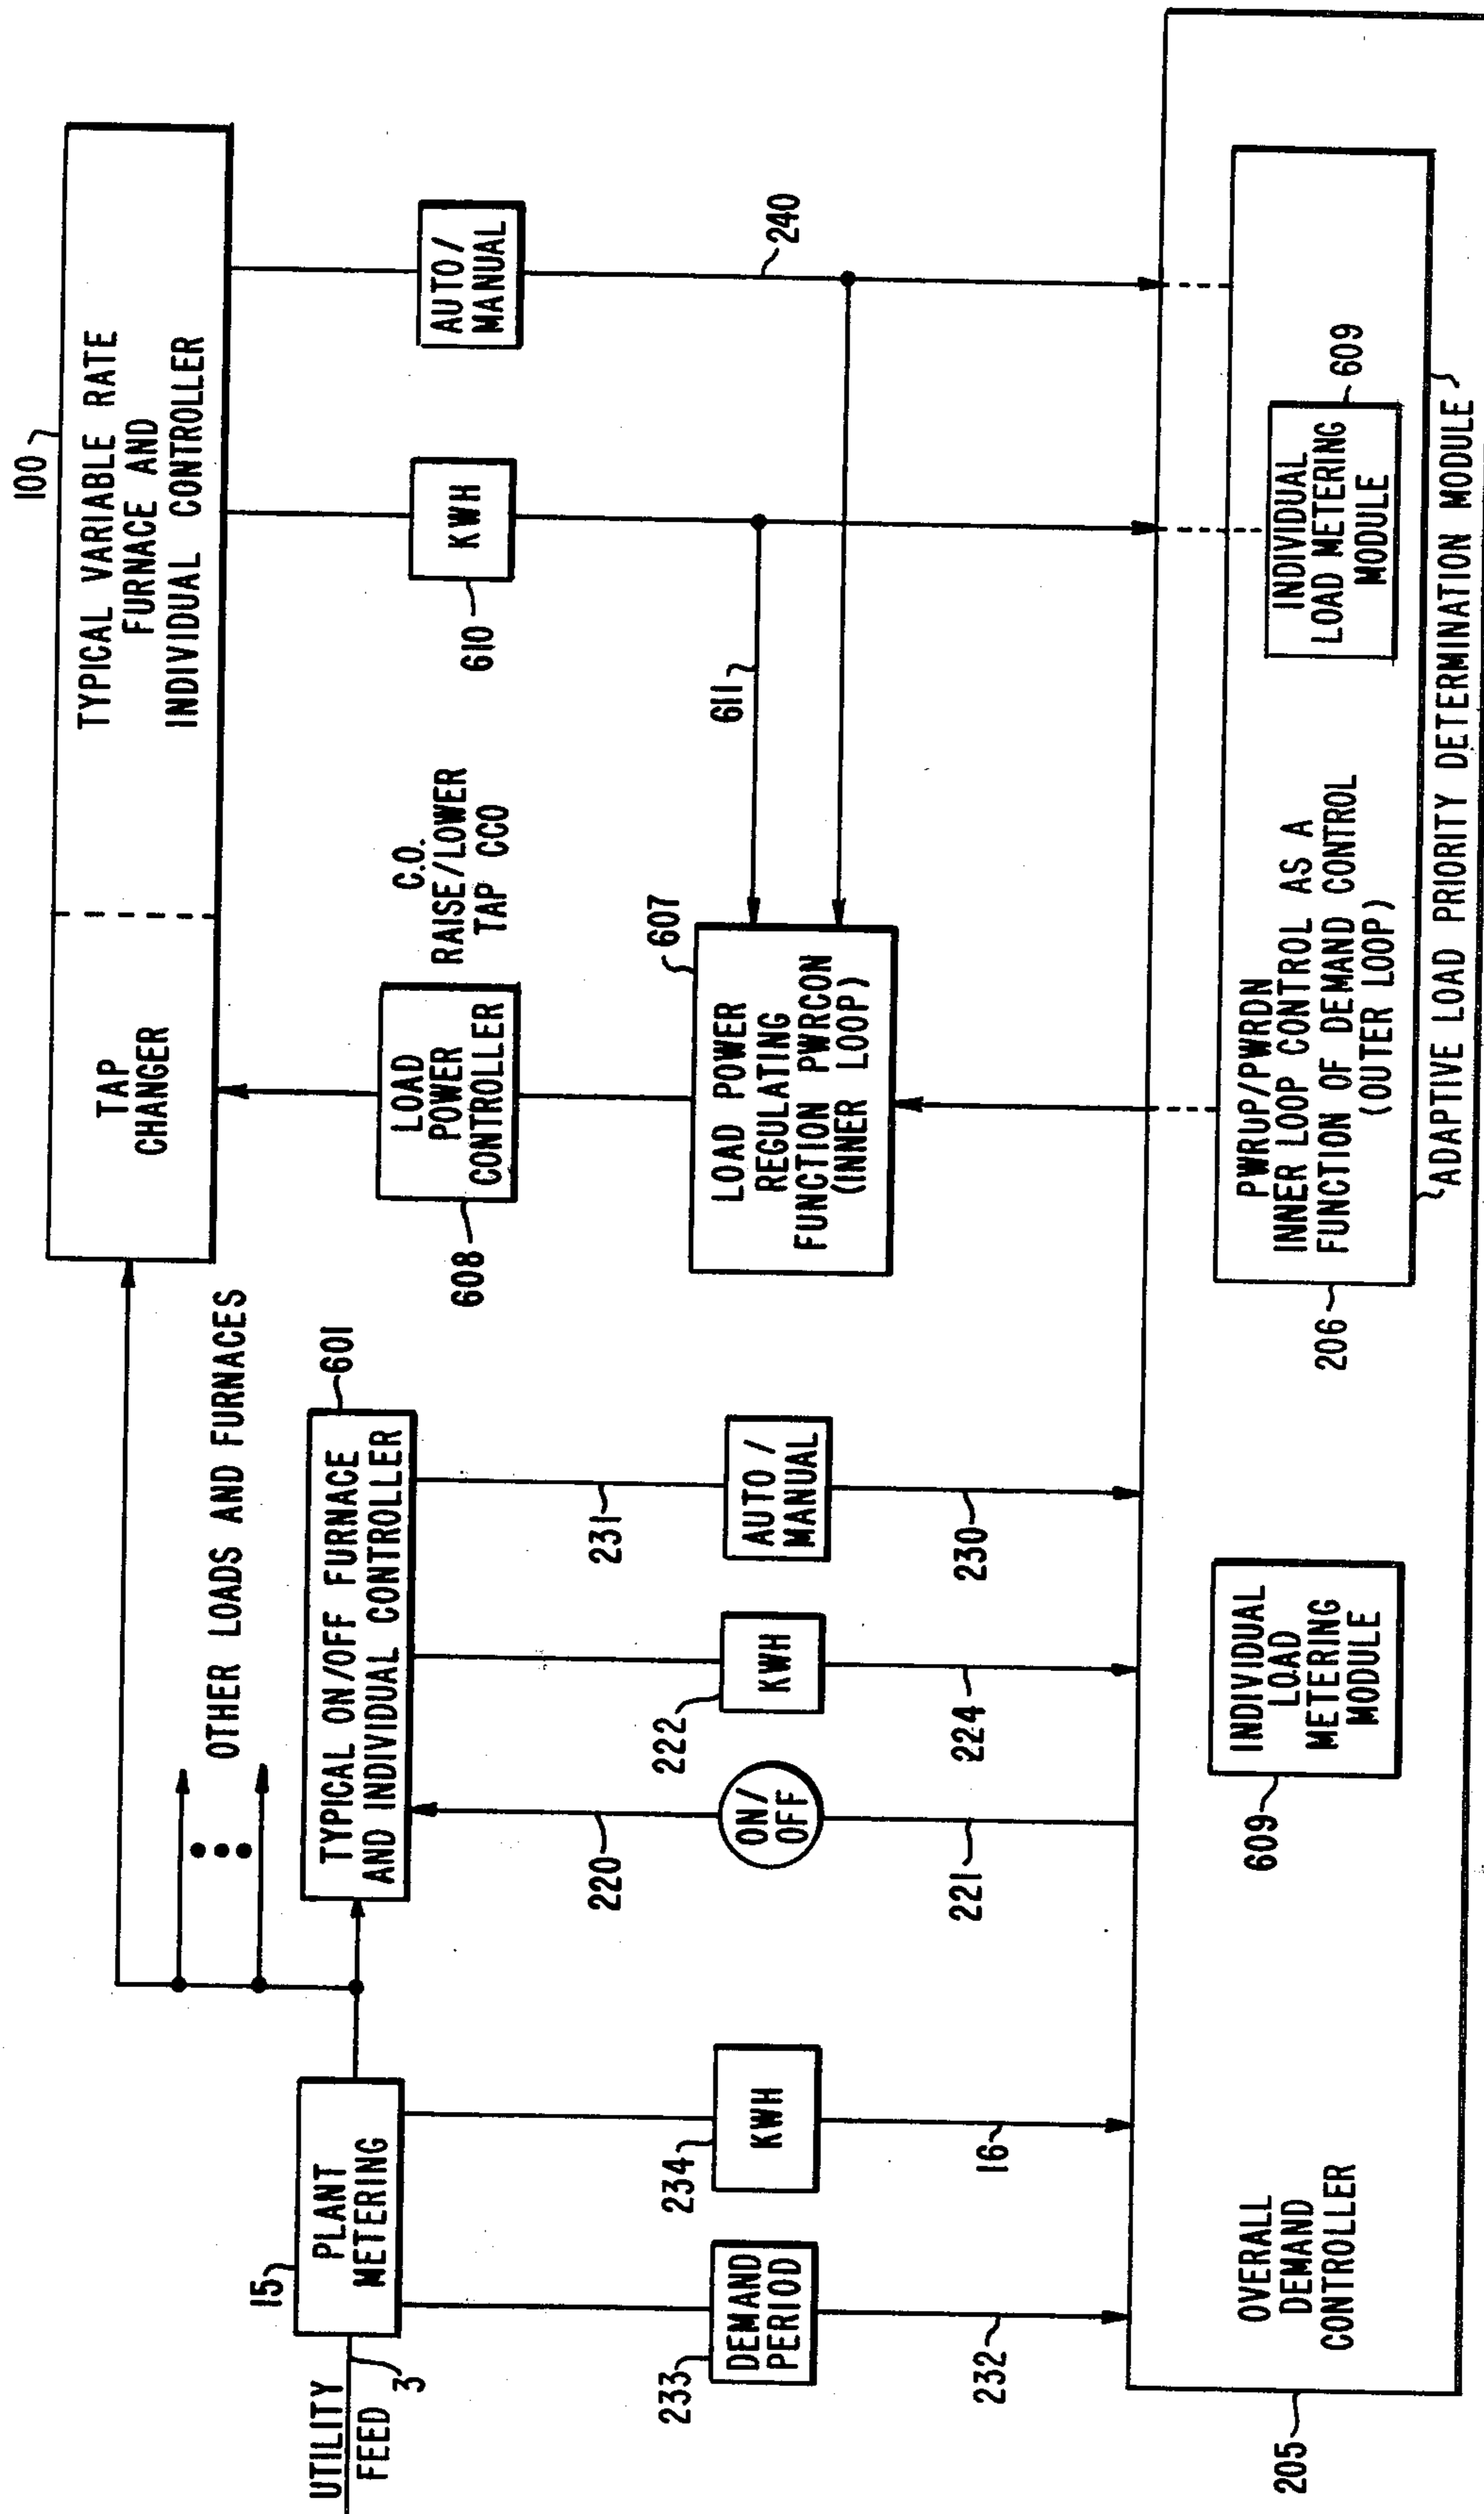 100
TYPICAL VARIABLE RATE
FURNACE AND
INDIVIDUAL CONTROLLER
TAP
CHANGER
OTHER LOADS AND FURNACES
601
TYPICAL ON/OFF FURNACE
AND INDIVIDUAL CONTROLLER
15
PLANT
METERING
UTILITY
FEED
3
C.O.
RAISE/LOWER
TAP CCO
LOAD
POWER
CONTROLLER
608
KWH
610
AUTO/
MANUAL
240
611
607
LOAD POWER
REGULATING
FUNCTION PWRCON
(INNER LOOP)
231
AUTO/
MANUAL
230
222
KWH
224
220
ON/
OFF
221
234
KWH
16
233
DEMAND
PERIOD
232
OVERALL
DEMAND
CONTROLLER
205
INDIVIDUAL
LOAD
METERING
MODULE
609
206
PWRUP/PWRDN
INNER LOOP CONTROL AS A
FUNCTION OF DEMAND CONTROL
(OUTER LOOP)
INDIVIDUAL
LOAD METERING
MODULE
609
ADAPTIVE LOAD PRIORITY DETERMINATION MODULE